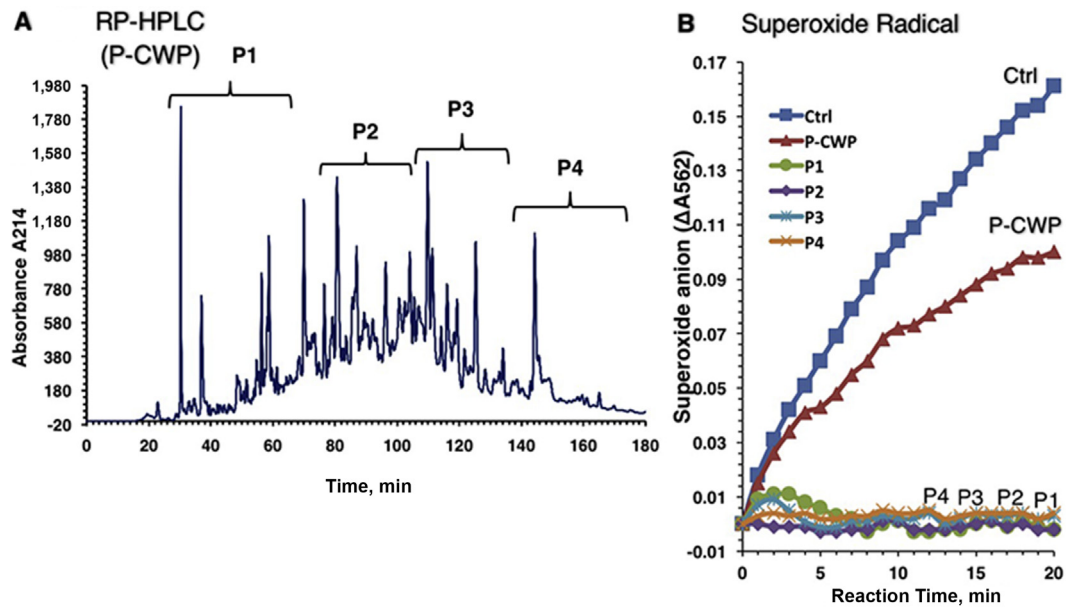 A
RP-HPLC
(P-CWP)
P1
P2
P3
P4
1,980
1,780
1,580
1,380
1,180
980
780
580
380
180
-20
Absorbance A214
0 20 40 60 80 100 120 140 160 180
Time, min
B
Superoxide Radical
0.17
0.15
0.13
0.11
0.09
0.07
0.05
0.03
0.01
-0.01
Superoxide anion (ΔA562)
Ctrl
P-CWP
P1
P2
P3
P4
Ctrl
P-CWP
P4 P3 P2 P1
0 5 10 15 20
Reaction Time, min